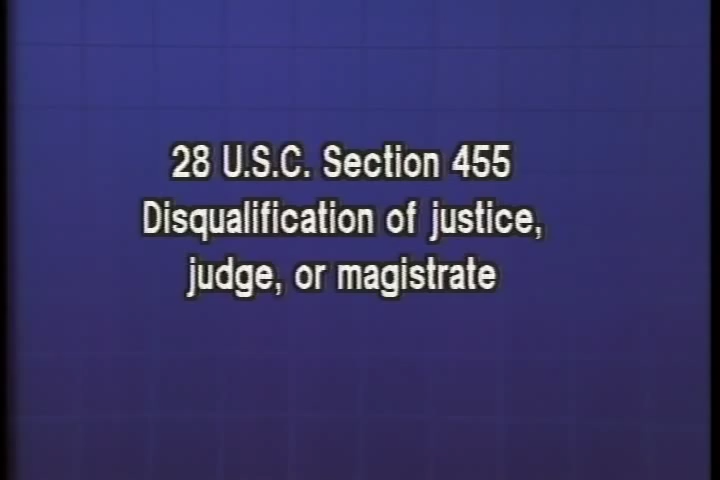 28 U.S.C. Section 455
Disqualification of justice,
judge, or magistrate